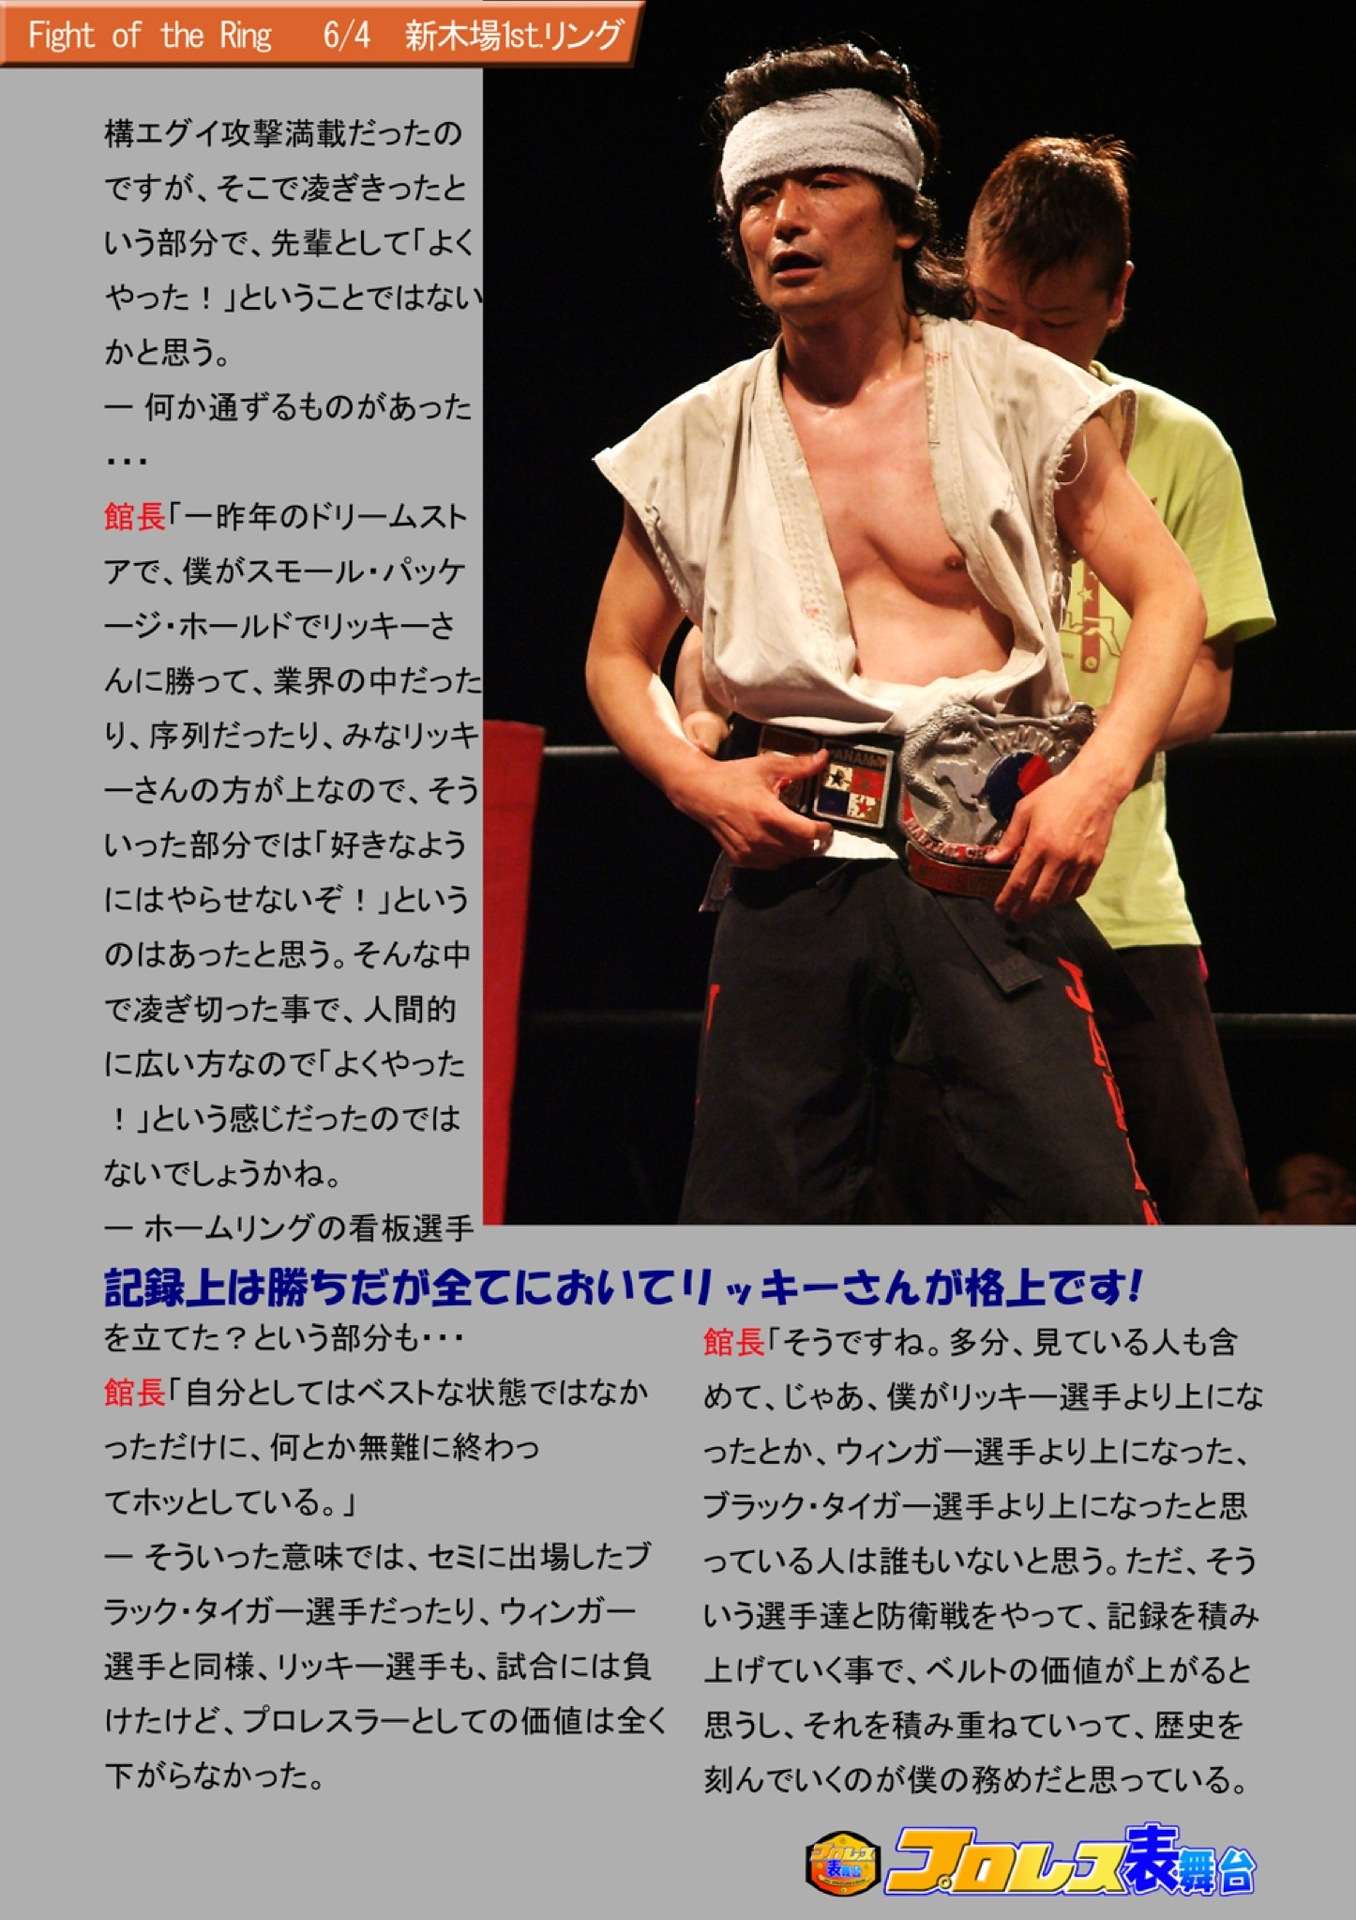 Fight of the Ring　6/4　新木場1st.リング
構エグイ攻撃満載だったの
ですが、そこで凌ぎきったと
いう部分で、先輩として「よく
やった！」ということではない
かと思う。
― 何か通ずるものがあった
・・・
館長「一昨年のドリームスト
アで、僕がスモール・パッケ
ージ・ホールドでリッキーさ
んに勝って、業界の中だった
り、序列だったり、みなリッキ
ーさんの方が上なので、そう
いった部分では「好きなよう
にはやらせないぞ！」という
のはあったと思う。そんな中
で凌ぎ切った事で、人間的
に広い方なので「よくやった
！」という感じだったのでは
ないでしょうかね。
― ホームリングの看板選手
記録上は勝ちだが全てにおいてリッキーさんが格上です!
を立てた？という部分も・・・
館長「自分としてはベストな状態ではなか
っただけに、何とか無難に終わっ
てホッとしている。」
― そういった意味では、セミに出場したブ
ラック・タイガー選手だったり、ウィンガー
選手と同様、リッキー選手も、試合には負
けたけど、プロレスラーとしての価値は全く
下がらなかった。
館長「そうですね。多分、見ている人も含
めて、じゃあ、僕がリッキー選手より上にな
ったとか、ウィンガー選手より上になった、
ブラック・タイガー選手より上になったと思
っている人は誰もいないと思う。ただ、そう
いう選手達と防衛戦をやって、記録を積み
上げていく事で、ベルトの価値が上がると
思うし、それを積み重ねていって、歴史を
刻んでいくのが僕の務めだと思っている。
プロレス表舞台